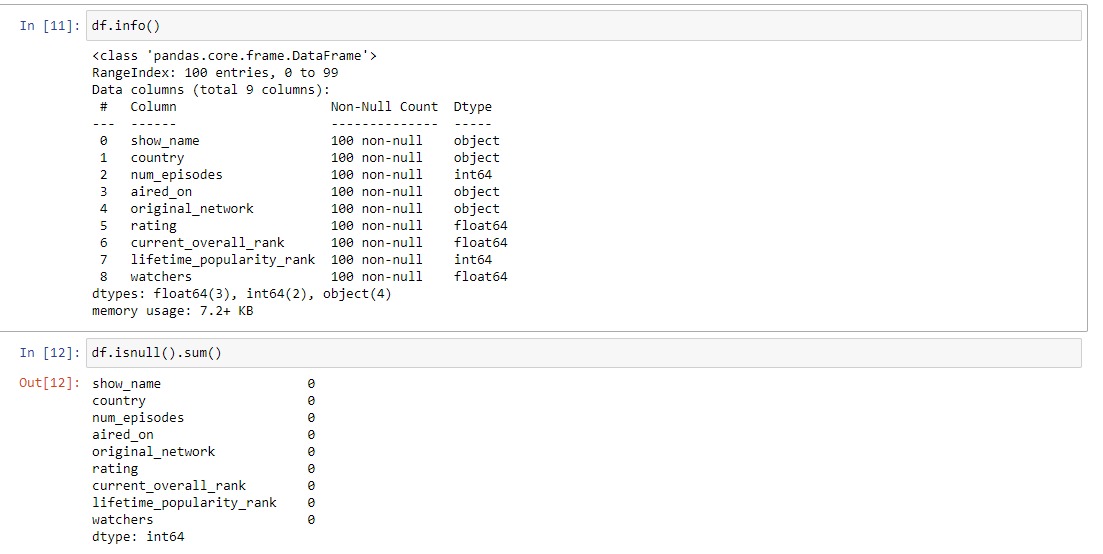 In [11]: df.info()
<class 'pandas.core.frame.DataFrame'>
RangeIndex: 100 entries, 0 to 99
Data columns (total 9 columns):
 #   Column                    Non-Null Count  Dtype
---  ------                    --------------  -----
 0   show_name                 100 non-null    object
 1   country                   100 non-null    object
 2   num_episodes              100 non-null    int64
 3   aired_on                  100 non-null    object
 4   original_network          100 non-null    object
 5   rating                    100 non-null    float64
 6   current_overall_rank      100 non-null    float64
 7   lifetime_popularity_rank  100 non-null    int64
 8   watchers                  100 non-null    float64
dtypes: float64(3), int64(2), object(4)
memory usage: 7.2+ KB
In [12]: df.isnull().sum()
Out[12]: show_name                   0
country                     0
num_episodes                0
aired_on                    0
original_network            0
rating                      0
current_overall_rank        0
lifetime_popularity_rank    0
watchers                    0
dtype: int64